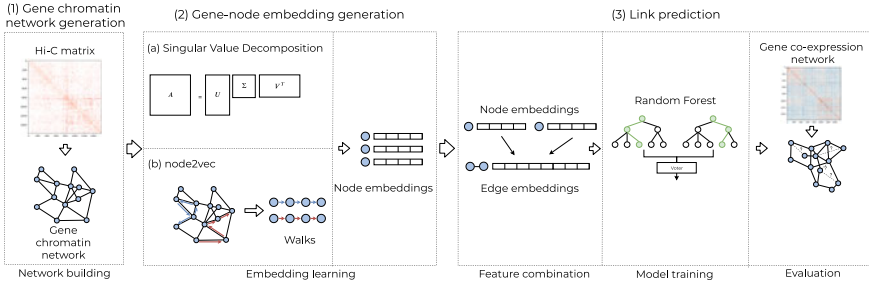 (1) Gene chromatin
network generation
(2) Gene-node embedding generation
(3) Link prediction
Hi-C matrix
Gene
chromatin
network
Network building
(a) Singular Value Decomposition
A = U Σ V^T
(b) node2vec
Walks
Node embeddings
Embedding learning
Node embeddings
Edge embeddings
Feature combination
Random Forest
Voter
Model training
Gene co-expression
network
Evaluation